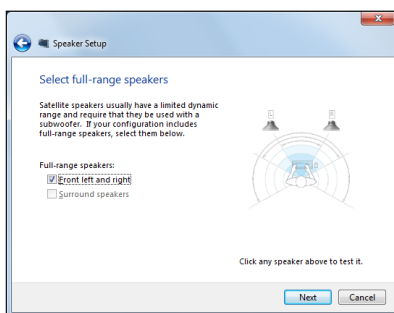 Speaker Setup
Select full-range speakers
Satellite speakers usually have a limited dynamic
range and require that they be used with a
subwoofer. If your configuration includes
full-range speakers, select them below.
Full-range speakers:
Front left and right
Surround speakers
L R
Click any speaker above to test it.
Next Cancel